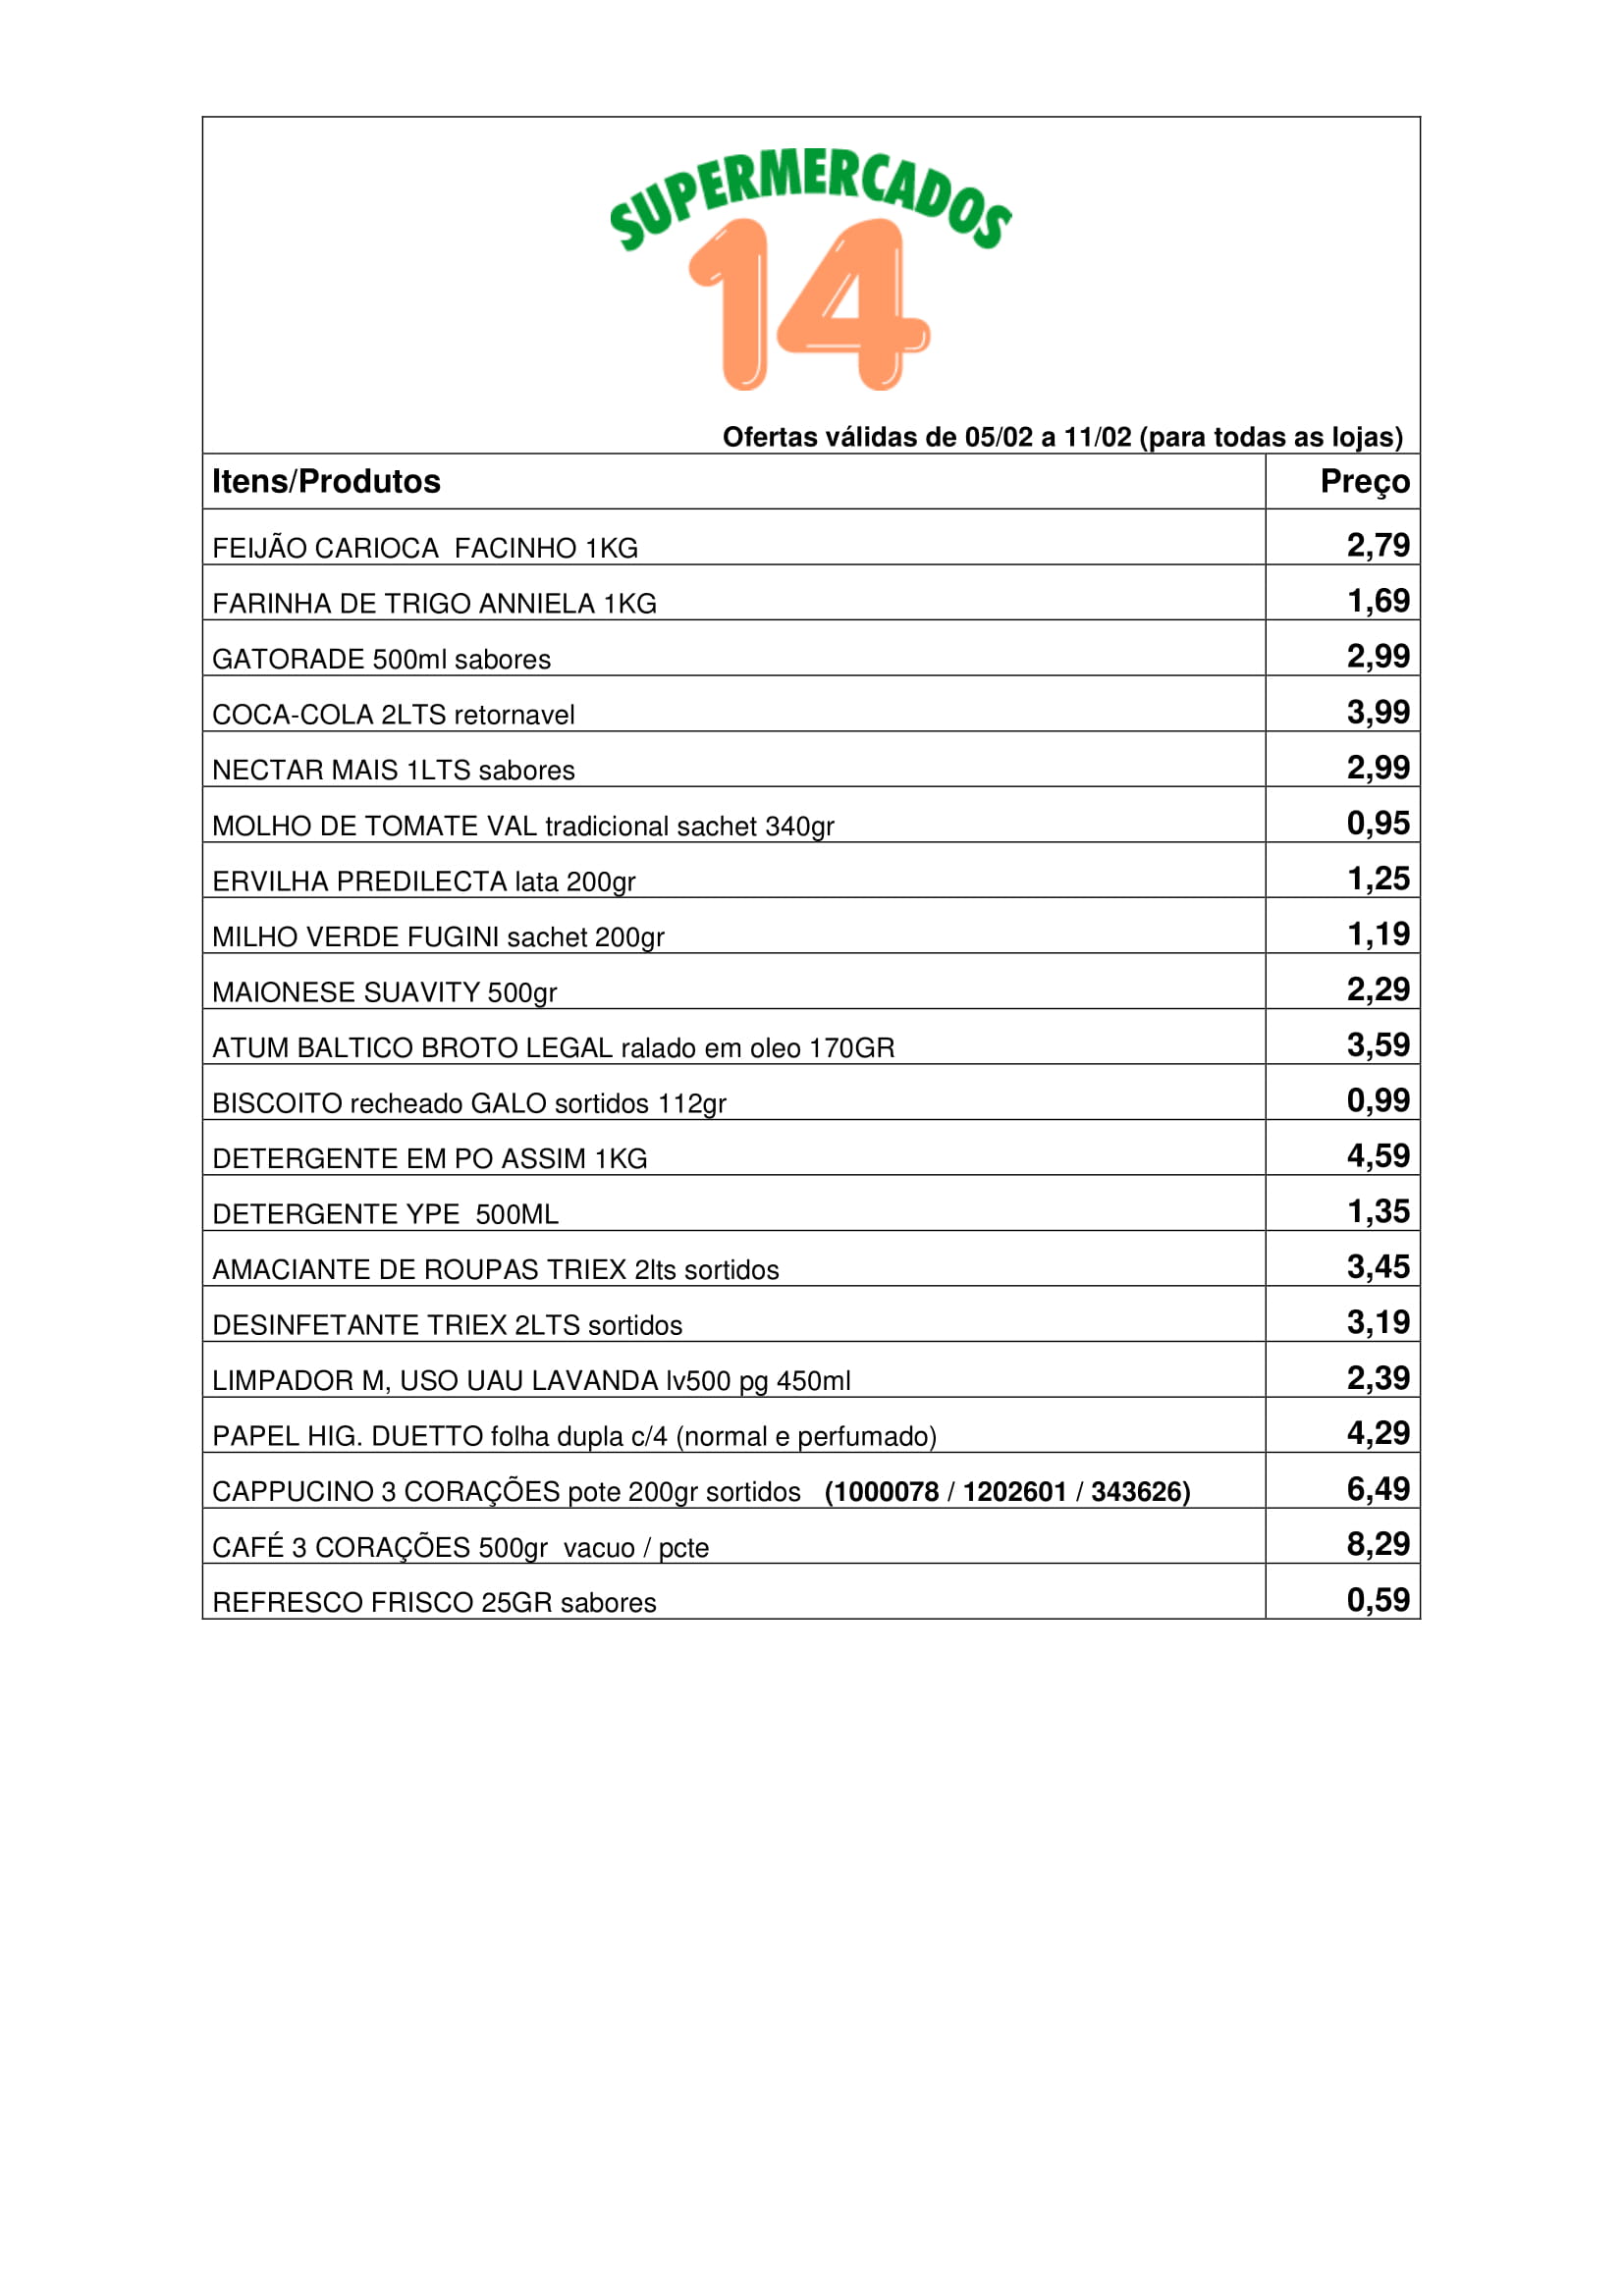 SUPERMERCADOS
14
Ofertas válidas de 05/02 a 11/02 (para todas as lojas)
Itens/Produtos Preço
FEIJÃO CARIOCA  FACINHO 1KG 2,79
FARINHA DE TRIGO ANNIELA 1KG 1,69
GATORADE 500ml sabores 2,99
COCA-COLA 2LTS retornavel 3,99
NECTAR MAIS 1LTS sabores 2,99
MOLHO DE TOMATE VAL tradicional sachet 340gr 0,95
ERVILHA PREDILECTA lata 200gr 1,25
MILHO VERDE FUGINI sachet 200gr 1,19
MAIONESE SUAVITY 500gr 2,29
ATUM BALTICO BROTO LEGAL ralado em oleo 170GR 3,59
BISCOITO recheado GALO sortidos 112gr 0,99
DETERGENTE EM PO ASSIM 1KG 4,59
DETERGENTE YPE  500ML 1,35
AMACIANTE DE ROUPAS TRIEX 2lts sortidos 3,45
DESINFETANTE TRIEX 2LTS sortidos 3,19
LIMPADOR M, USO UAU LAVANDA lv500 pg 450ml 2,39
PAPEL HIG. DUETTO folha dupla c/4 (normal e perfumado) 4,29
CAPPUCINO 3 CORAÇÕES pote 200gr sortidos   (1000078 / 1202601 / 343626) 6,49
CAFÉ 3 CORAÇÕES 500gr  vacuo / pcte 8,29
REFRESCO FRISCO 25GR sabores 0,59